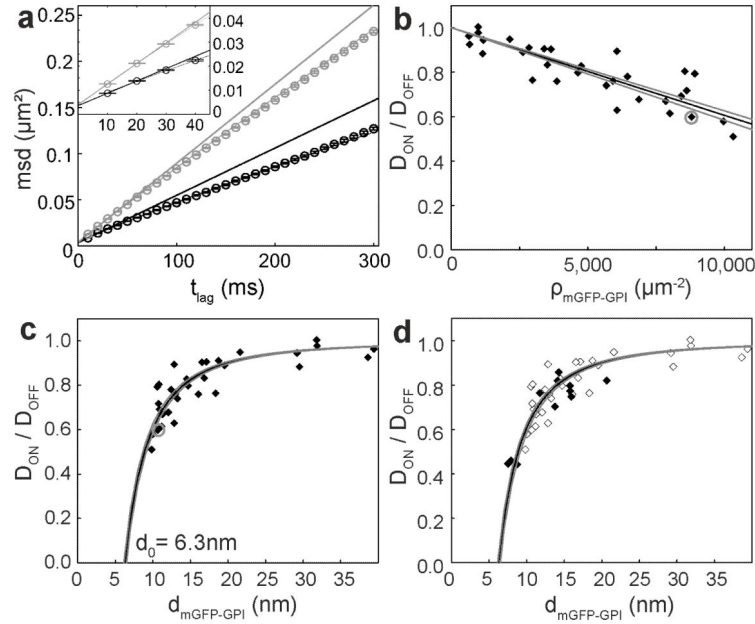 a
0.25
0.2
0.15
0.1
0.05
0
msd (µm²)
0.04
0.03
0.02
0.01
0
10 20 30 40
0 100 200 300
t_lag (ms)
b
1.0
0.8
0.6
0.4
0.2
0.0
D_ON / D_OFF
0 5,000 10,000
ρ_mGFP-GPI (µm⁻²)
c
1.0
0.8
0.6
0.4
0.2
0.0
D_ON / D_OFF
d₀= 6.3nm
0 5 10 15 20 25 30 35
d_mGFP-GPI (nm)
d
1.0
0.8
0.6
0.4
0.2
0.0
D_ON / D_OFF
0 5 10 15 20 25 30 35
d_mGFP-GPI (nm)